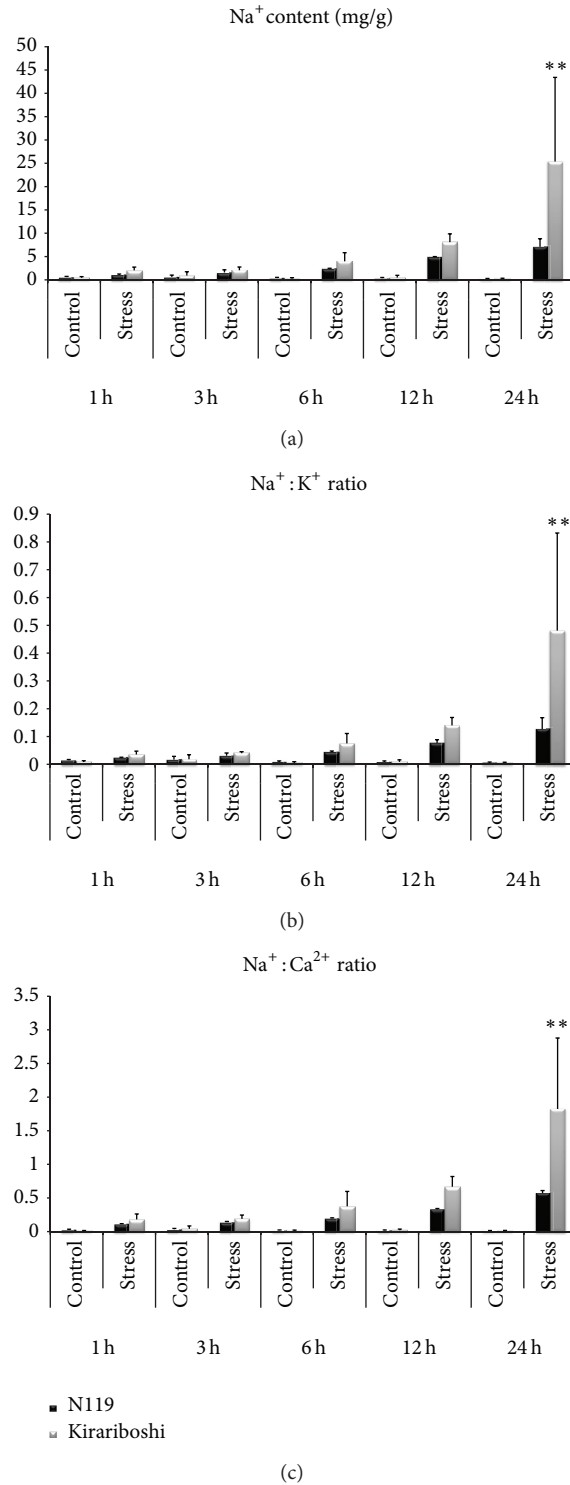 Na⁺ content (mg/g)
50
45
40
35
30
25
20
15
10
5
0
**
Control
Stress
Control
Stress
Control
Stress
Control
Stress
Control
Stress
1 h
3 h
6 h
12 h
24 h
(a)
Na⁺ : K⁺ ratio
0.9
0.8
0.7
0.6
0.5
0.4
0.3
0.2
0.1
0
**
Control
Stress
Control
Stress
Control
Stress
Control
Stress
Control
Stress
1 h
3 h
6 h
12 h
24 h
(b)
Na⁺ : Ca²⁺ ratio
3.5
3
2.5
2
1.5
1
0.5
0
**
Control
Stress
Control
Stress
Control
Stress
Control
Stress
Control
Stress
1 h
3 h
6 h
12 h
24 h
N119
Kirariboshi
(c)